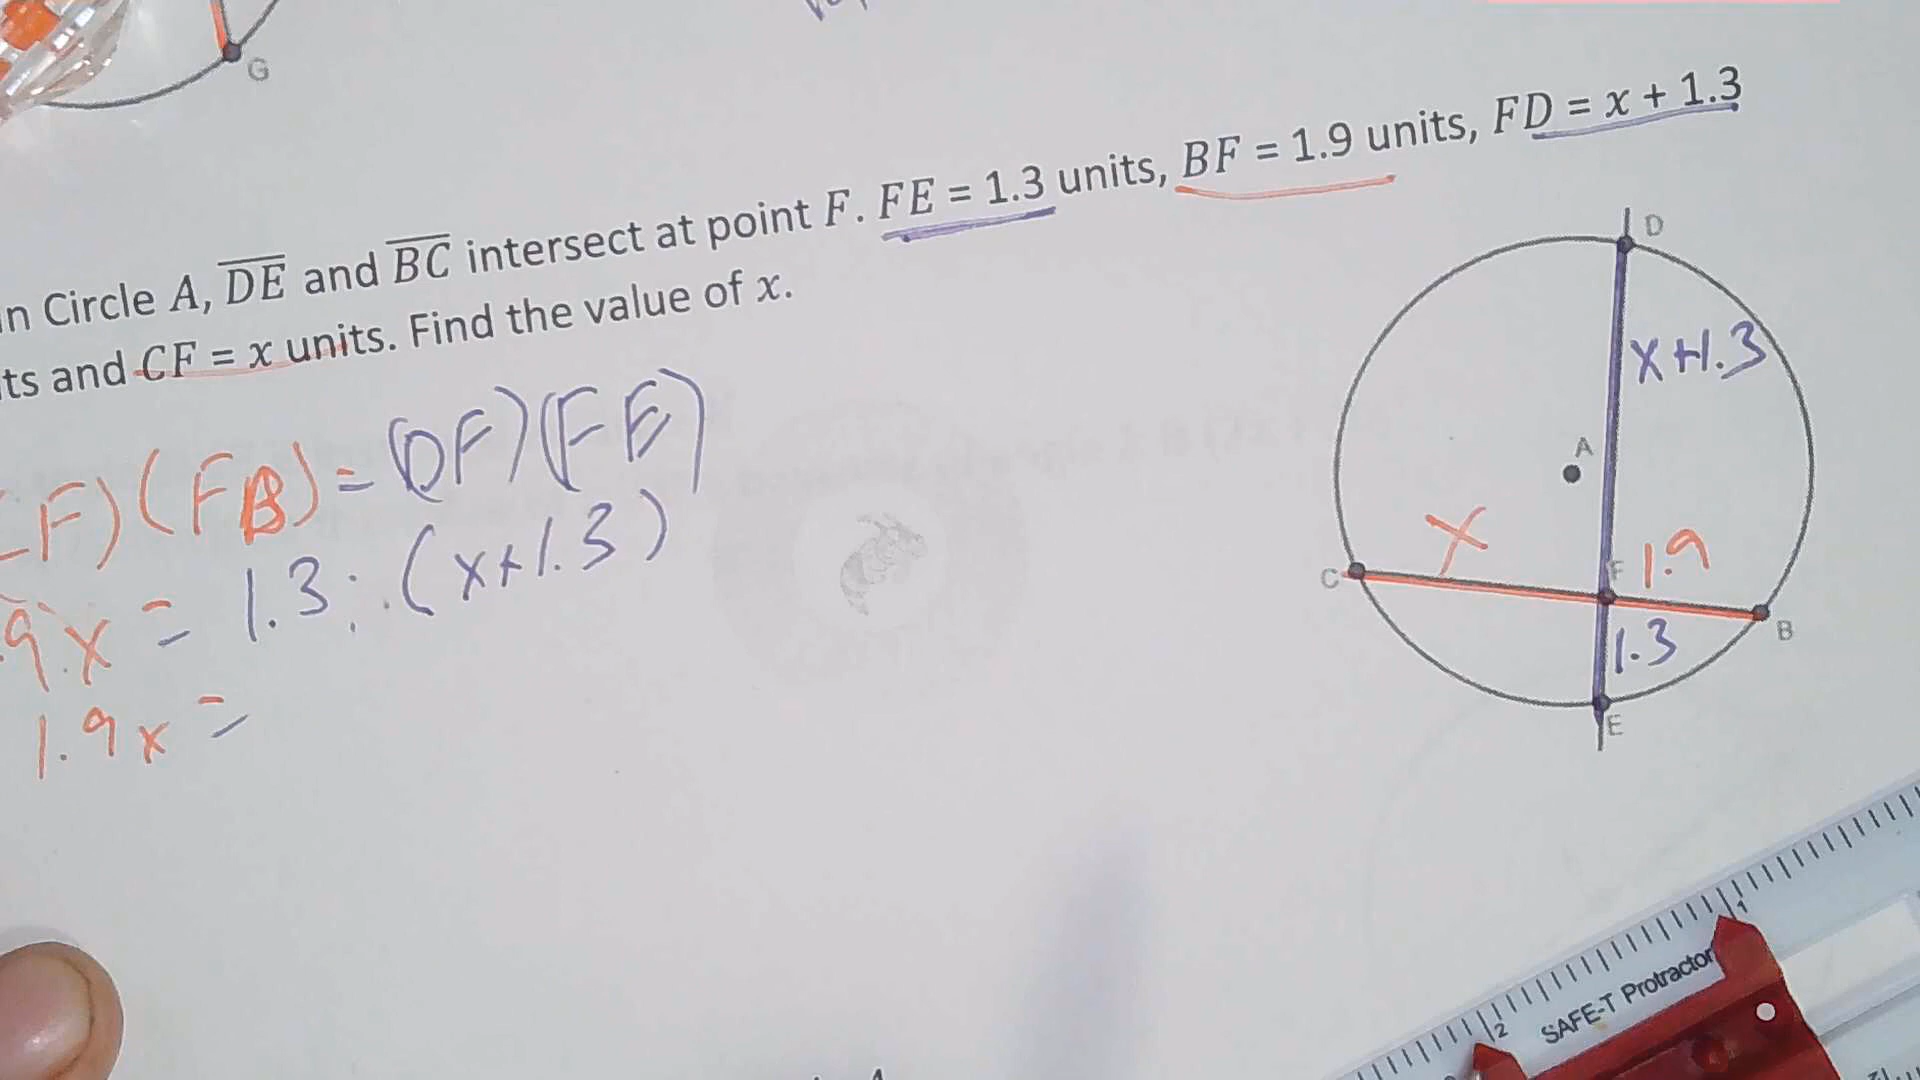 G
in Circle A, DE and BC intersect at point F. FE = 1.3 units, BF = 1.9 units, FD = x + 1.3
ts and CF = x units. Find the value of x.
F)(FB) = (DF)(FE)
.9x = 1.3 · (x+1.3)
1.9x =
D
x+1.3
A
x
F
1.9
C
B
1.3
E
1
2
SAFE-T Protractor